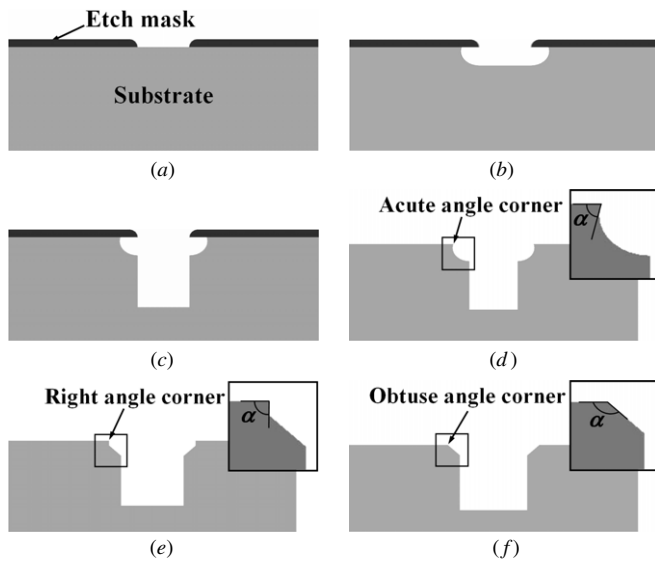 Etch mask
Substrate
(a)
(b)
(c)
Acute angle corner
α
(d)
Right angle corner
α
(e)
Obtuse angle corner
α
(f)